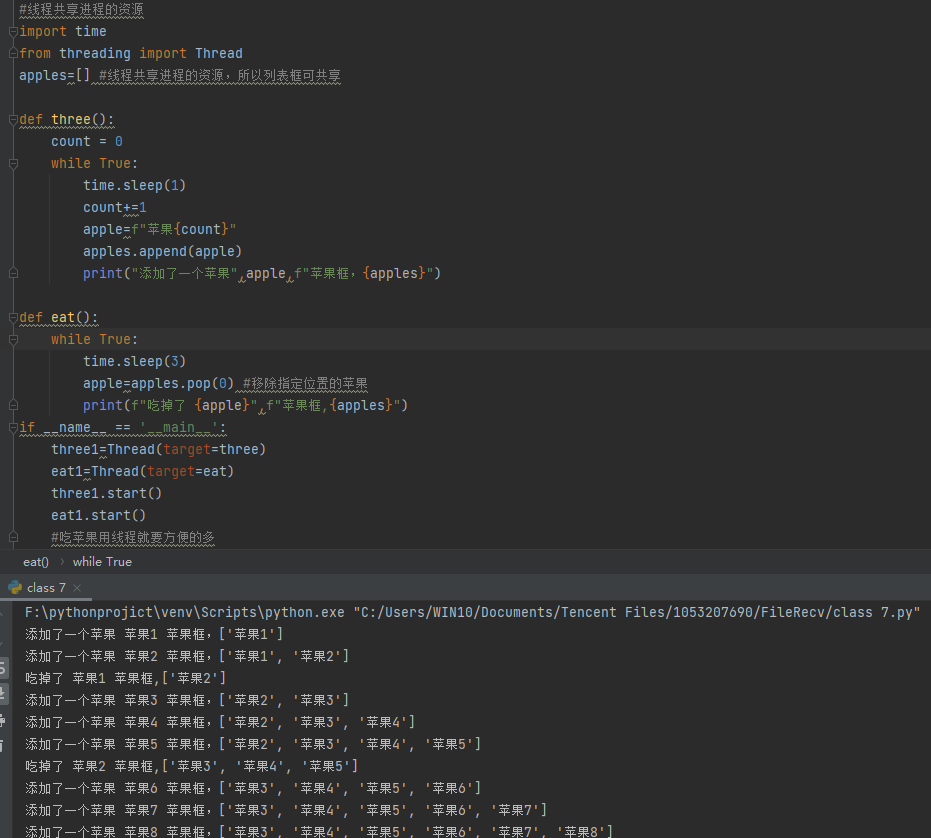 #线程共享进程的资源
import time
from threading import Thread
apples=[] #线程共享进程的资源，所以列表框可共享
def three():
count = 0
while True:
time.sleep(1)
count+=1
apple=f"苹果{count}"
apples.append(apple)
print("添加了一个苹果",apple,f"苹果框，{apples}")
def eat():
while True:
time.sleep(3)
apple=apples.pop(0) #移除指定位置的苹果
print(f"吃掉了 {apple}",f"苹果框,{apples}")
if __name__ == '__main__':
three1=Thread(target=three)
eat1=Thread(target=eat)
three1.start()
eat1.start()
#吃苹果用线程就要方便的多
eat() › while True
class 7 ×
F:\pythonprojict\venv\Scripts\python.exe "C:/Users/WIN10/Documents/Tencent Files/1053207690/FileRecv/class 7.py"
添加了一个苹果 苹果1 苹果框，['苹果1']
添加了一个苹果 苹果2 苹果框，['苹果1', '苹果2']
吃掉了 苹果1 苹果框,['苹果2']
添加了一个苹果 苹果3 苹果框，['苹果2', '苹果3']
添加了一个苹果 苹果4 苹果框，['苹果2', '苹果3', '苹果4']
添加了一个苹果 苹果5 苹果框，['苹果2', '苹果3', '苹果4', '苹果5']
吃掉了 苹果2 苹果框,['苹果3', '苹果4', '苹果5']
添加了一个苹果 苹果6 苹果框，['苹果3', '苹果4', '苹果5', '苹果6']
添加了一个苹果 苹果7 苹果框，['苹果3', '苹果4', '苹果5', '苹果6', '苹果7']
添加了一个苹果 苹果8 苹果框，['苹果3', '苹果4', '苹果5', '苹果6', '苹果7', '苹果8']